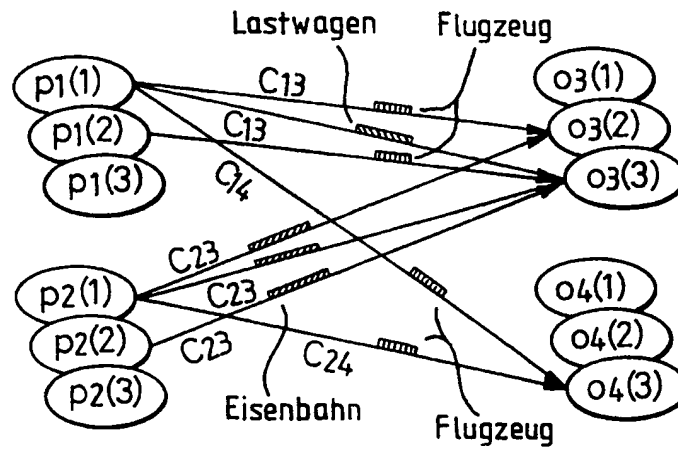 Lastwagen
Flugzeug
p1(1)
p1(2)
p1(3)
C13
C13
C14
o3(1)
o3(2)
o3(3)
p2(1)
p2(2)
p2(3)
C23
C23
C23
C24
o4(1)
o4(2)
o4(3)
Eisenbahn
Flugzeug